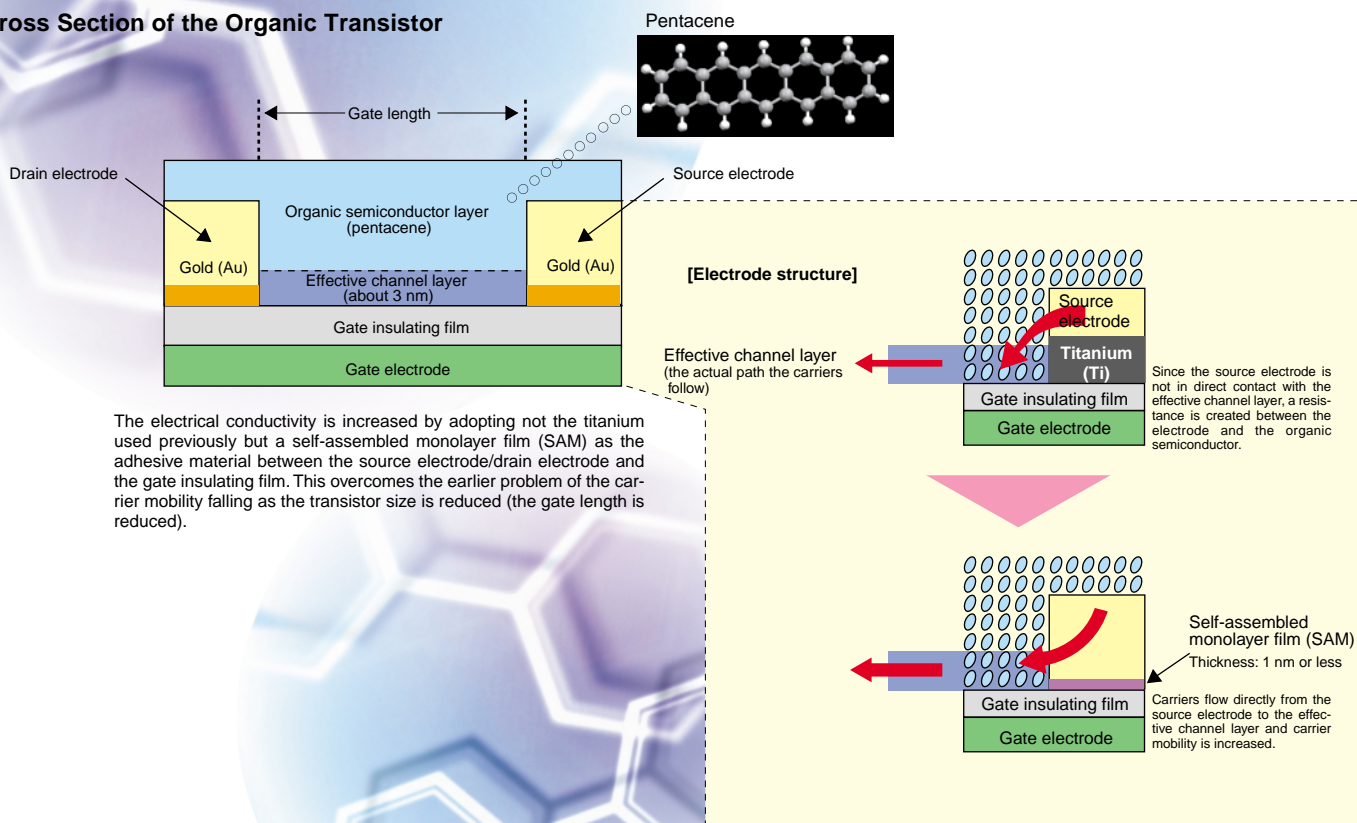 ross Section of the Organic Transistor
Pentacene
Gate length
Drain electrode
Source electrode
Organic semiconductor layer
(pentacene)
Gold (Au)
Gold (Au)
Effective channel layer
(about 3 nm)
Gate insulating film
Gate electrode
The electrical conductivity is increased by adopting not the titanium
used previously but a self-assembled monolayer film (SAM) as the
adhesive material between the source electrode/drain electrode and
the gate insulating film. This overcomes the earlier problem of the car-
rier mobility falling as the transistor size is reduced (the gate length is
reduced).
[Electrode structure]
Source
electrode
Titanium
(Ti)
Effective channel layer
(the actual path the carriers
follow)
Gate insulating film
Gate electrode
Since the source electrode is
not in direct contact with the
effective channel layer, a resis-
tance is created between the
electrode and the organic
semiconductor.
Self-assembled
monolayer film (SAM)
Thickness: 1 nm or less
Gate insulating film
Gate electrode
Carriers flow directly from the
source electrode to the effec-
tive channel layer and carrier
mobility is increased.